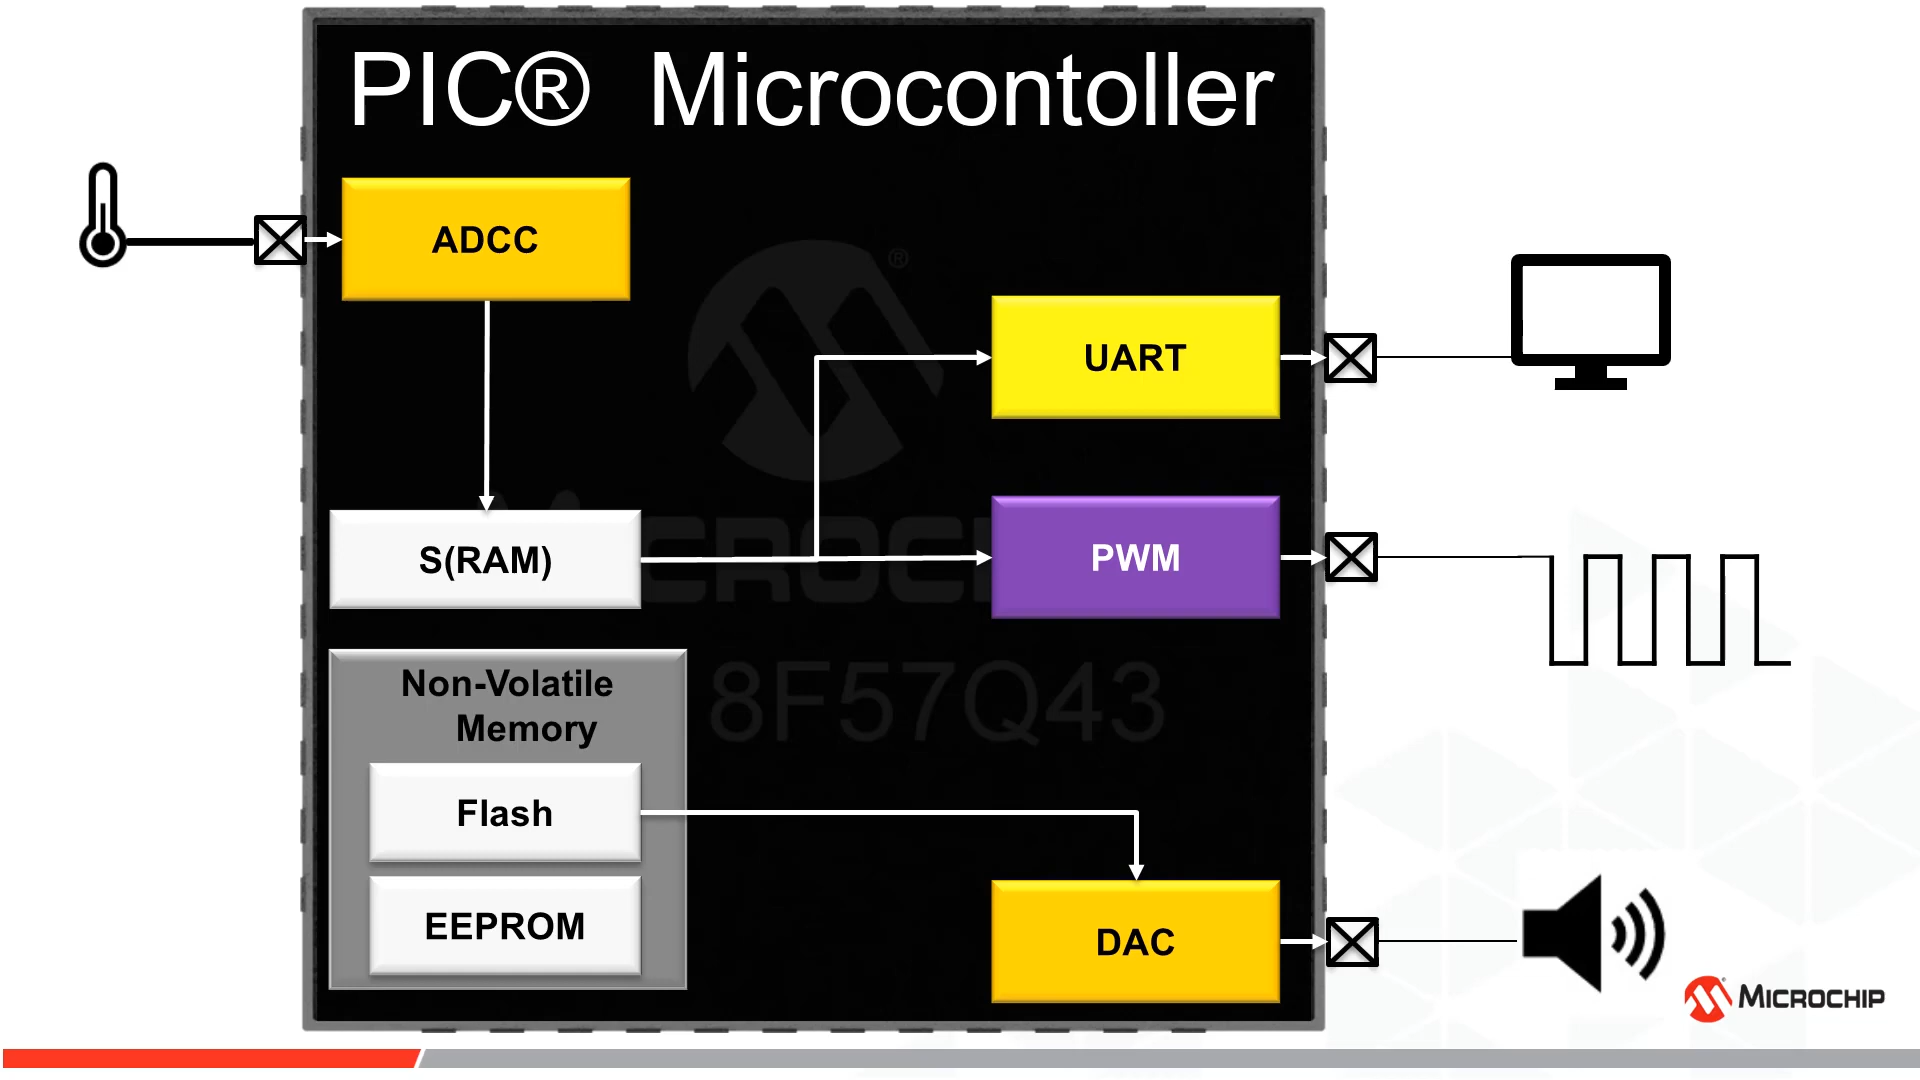 PIC® Microcontoller
ADCC
®
UART
S(RAM)
PWM
Non-Volatile
Memory
8F57Q43
Flash
EEPROM
DAC
MICROCHIP